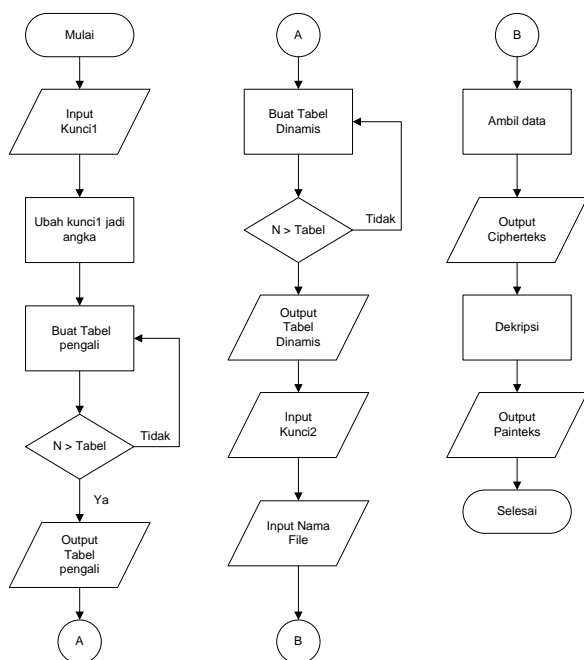 Mulai
Input
Kunci1
Ubah kunci1 jadi
angka
Buat Tabel
pengali
N > Tabel
Tidak
Ya
Output
Tabel
pengali
A
A
Buat Tabel
Dinamis
N > Tabel
Tidak
Output
Tabel
Dinamis
Input
Kunci2
Input Nama
File
B
B
Ambil data
Output
Cipherteks
Dekripsi
Output
Painteks
Selesai